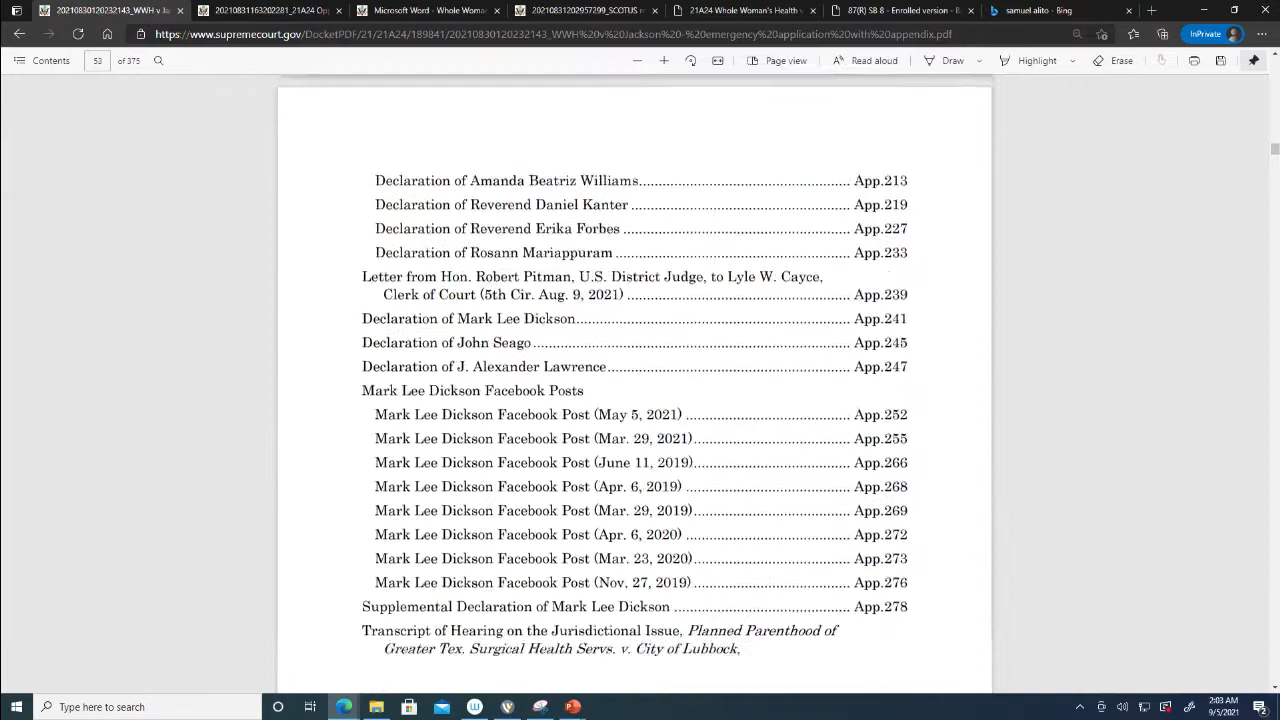 20210830120232143_WWH v Ja
20210831163202281_21A24 Opp
Microsoft Word - Whole Woma
20210831202957299_SCOTUS m
21A24 Whole Woman's Health v
87(R) SB 8 - Enrolled version - B
samuel alito - Bing
https://www.supremecourt.gov/DocketPDF/21/21A24/189841/20210830120232143_WWH%20v%20Jackson-%20emergency%20application%20with%20appendix.pdf
InPrivate
Contents 53 of 375 Page view Read aloud Draw Highlight Erase
Declaration of Amanda Beatriz Williams.................................................... App.213
Declaration of Reverend Daniel Kanter ...................................................... App.219
Declaration of Reverend Erika Forbes ........................................................ App.227
Declaration of Rosann Mariappuram .......................................................... App.233
Letter from Hon. Robert Pitman, U.S. District Judge, to Lyle W. Cayce,
Clerk of Court (5th Cir. Aug. 9, 2021) ....................................................... App.239
Declaration of Mark Lee Dickson................................................................... App.241
Declaration of John Seago .............................................................................. App.245
Declaration of J. Alexander Lawrence............................................................ App.247
Mark Lee Dickson Facebook Posts
Mark Lee Dickson Facebook Post (May 5, 2021) ......................................... App.252
Mark Lee Dickson Facebook Post (Mar. 29, 2021)....................................... App.255
Mark Lee Dickson Facebook Post (June 11, 2019)....................................... App.266
Mark Lee Dickson Facebook Post (Apr. 6, 2019) ......................................... App.268
Mark Lee Dickson Facebook Post (Mar. 29, 2019)....................................... App.269
Mark Lee Dickson Facebook Post (Apr. 6, 2020) ......................................... App.272
Mark Lee Dickson Facebook Post (Mar. 23, 2020)....................................... App.273
Mark Lee Dickson Facebook Post (Nov. 27, 2019) ....................................... App.276
Supplemental Declaration of Mark Lee Dickson ............................................ App.278
Transcript of Hearing on the Jurisdictional Issue, Planned Parenthood of
Greater Tex. Surgical Health Servs. v. City of Lubbock,
Type here to search
2:03 AM
9/5/2021